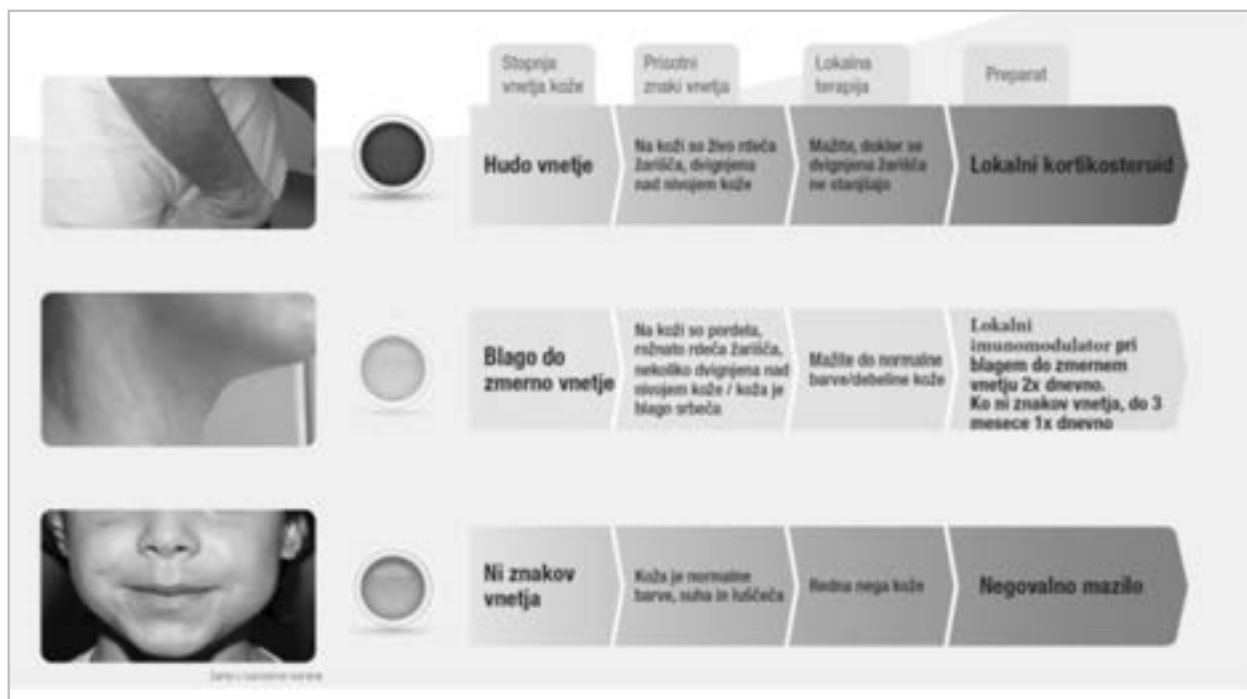 Stopnja
vnetja kože
Prisotni
znaki vnetja
Lokalna
terapija
Preparat
Hudo vnetje
Na koži so živo rdeča
žarišča, dvignjena
nad nivojem kože
Mažite, dokler se
dvignjena žarišča
ne stanjšajo
Lokalni kortikosteroid
Blago do
zmerno vnetje
Na koži so pordela,
rožnato rdeča žarišča,
nekoliko dvignjena nad
nivojem kože / koža je
blago srbeča
Mažite do normalne
barve/debeline kože
Lokalni
imunomodulator pri
blagem do zmernem
vnetju 2x dnevno.
Ko ni znakov vnetja, do 3
mesece 1x dnevno
Ni znakov
vnetja
Koža je normalne
barve, suha in luščeča
Redna nega kože
Negovalno mazilo